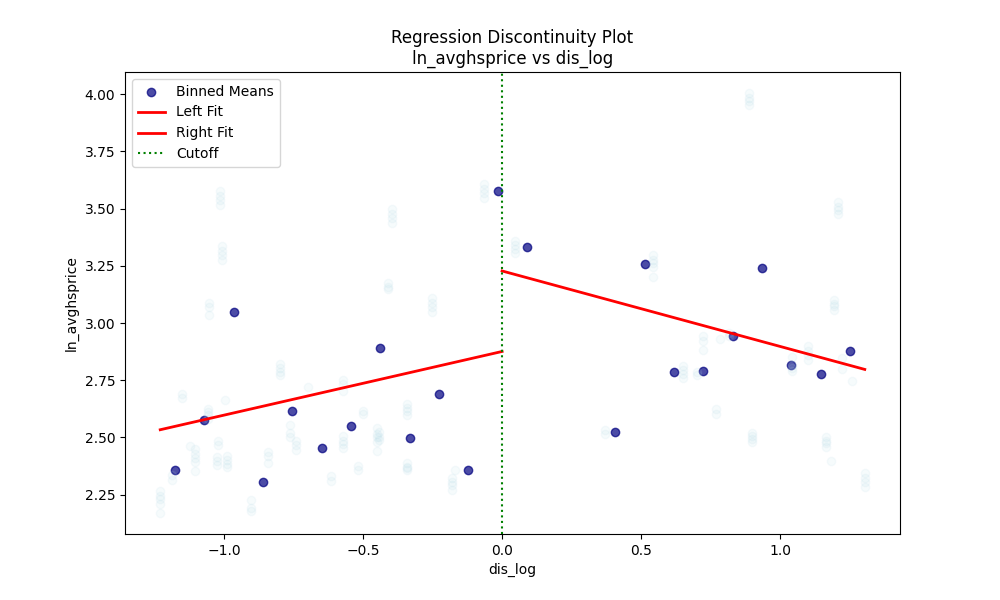 Regression Discontinuity Plot
ln_avghsprice vs dis_log
Binned Means
Left Fit
Right Fit
Cutoff
4.00
3.75
3.50
3.25
3.00
2.75
2.50
2.25
ln_avghsprice
−1.0
−0.5
0.0
0.5
1.0
dis_log